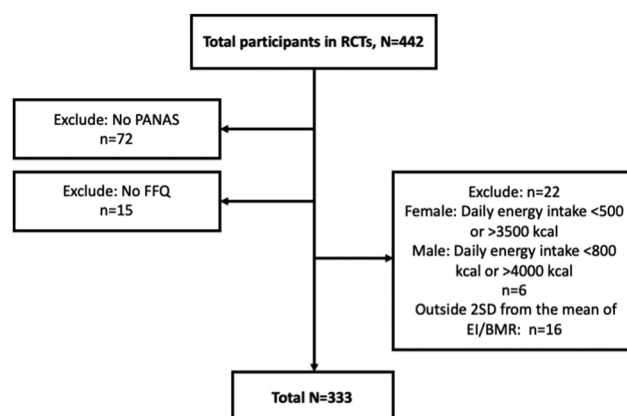 Total participants in RCTs, N=442
Exclude: No PANAS
n=72
Exclude: No FFQ
n=15
Exclude: n=22
Female: Daily energy intake <500
or >3500 kcal
Male: Daily energy intake <800
kcal or >4000 kcal
n=6
Outside 2SD from the mean of
EI/BMR: n=16
Total N=333